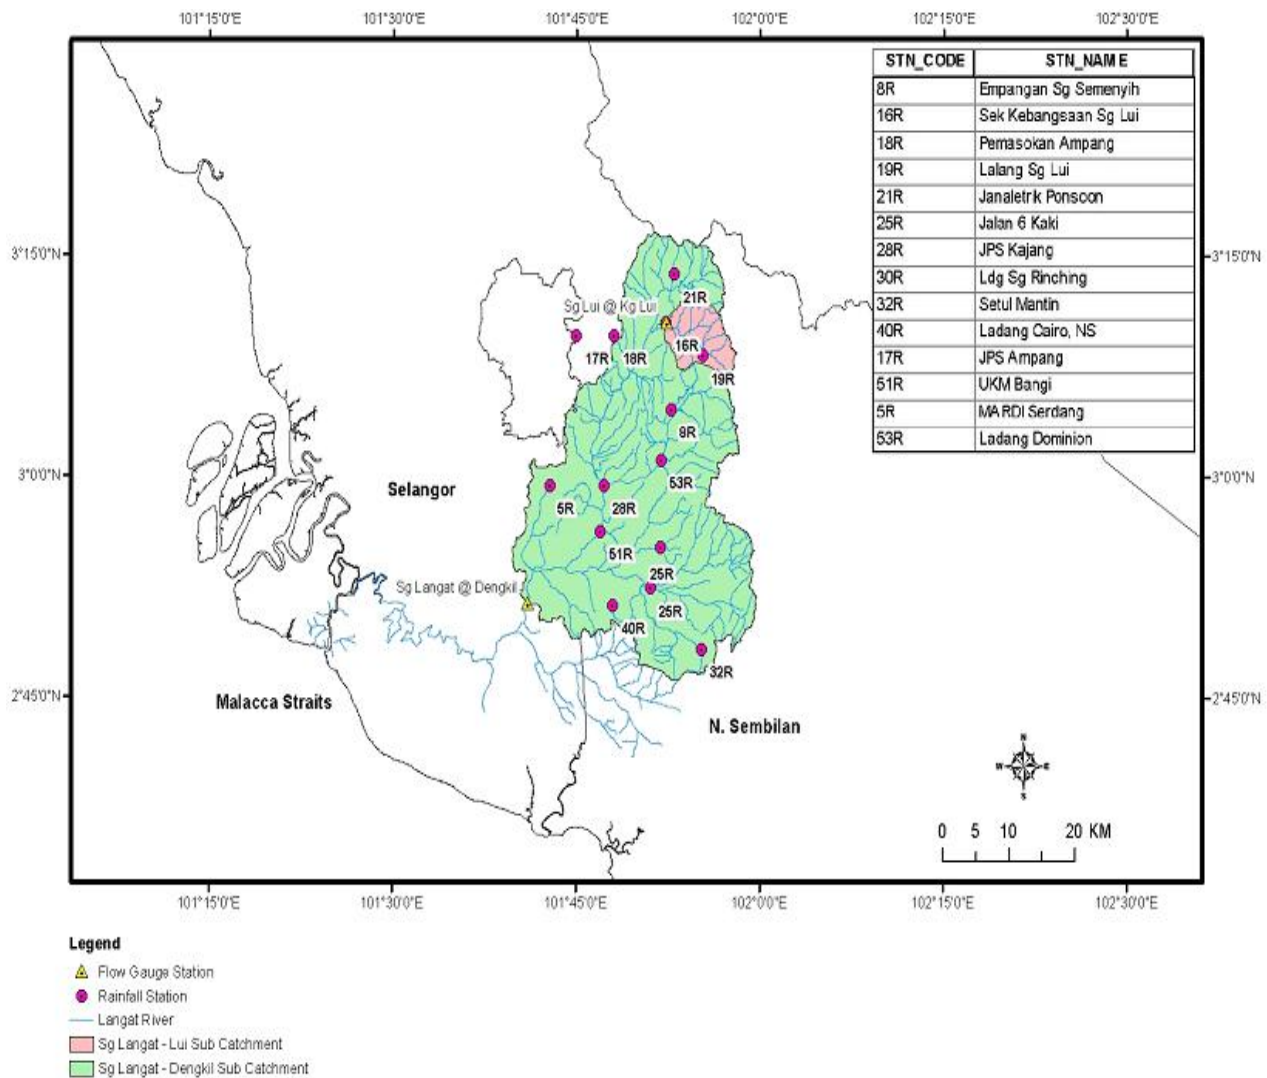 101°15'0"E 101°30'0"E 101°45'0"E 102°0'0"E 102°15'0"E 102°30'0"E
STN_CODE STN_NAME
8R Empangan Sg Semenyih
16R Sek Kebangsaan Sg Lui
18R Pemasokan Ampang
19R Lalang Sg Lui
21R Janaletrik Ponsoon
25R Jalan 6 Kaki
28R JPS Kajang
30R Ldg Sg Rinching
32R Setul Mantin
40R Ladang Cairo, NS
17R JPS Ampang
51R UKM Bangi
5R MARDI Serdang
53R Ladang Dominion
3°15'0"N 3°15'0"N
21R
Sg Lui @ Kg Lui
16R
17R 18R
19R
8R
3°0'0"N 3°0'0"N
53R
Selangor
5R 28R
51R
25R
Sg Langat @ Dengkil
25R
40R
32R
2°45'0"N 2°45'0"N
Malacca Straits
N. Sembilan
N
W E
S
0 5 10 20 KM
101°15'0"E 101°30'0"E 101°45'0"E 102°0'0"E 102°15'0"E 102°30'0"E
Legend
Flow Gauge Station
Rainfall Station
Langat River
Sg Langat - Lui Sub Catchment
Sg Langat - Dengkil Sub Catchment